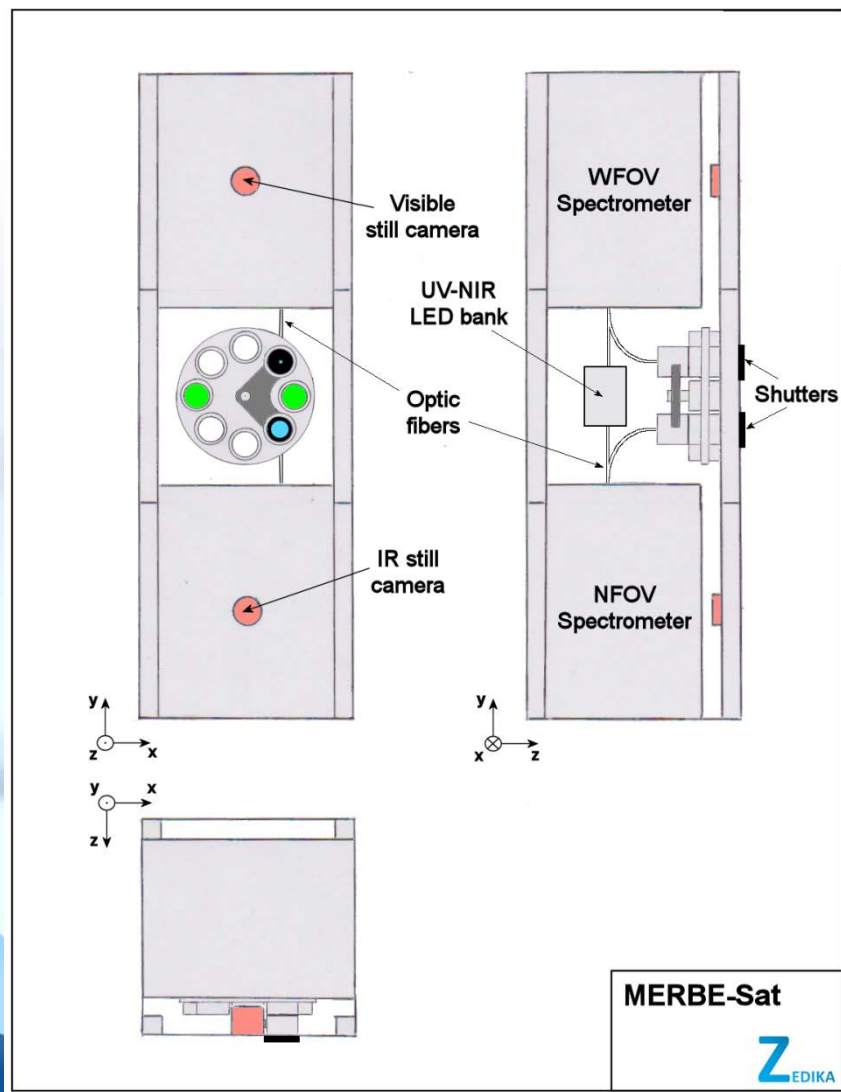 Visible
still camera
WFOV
Spectrometer
UV-NIR
LED bank
Optic
fibers
Shutters
IR still
camera
NFOV
Spectrometer
y
z
x
y
x
z
y
x
z
MERBE-Sat
ZEDIKA